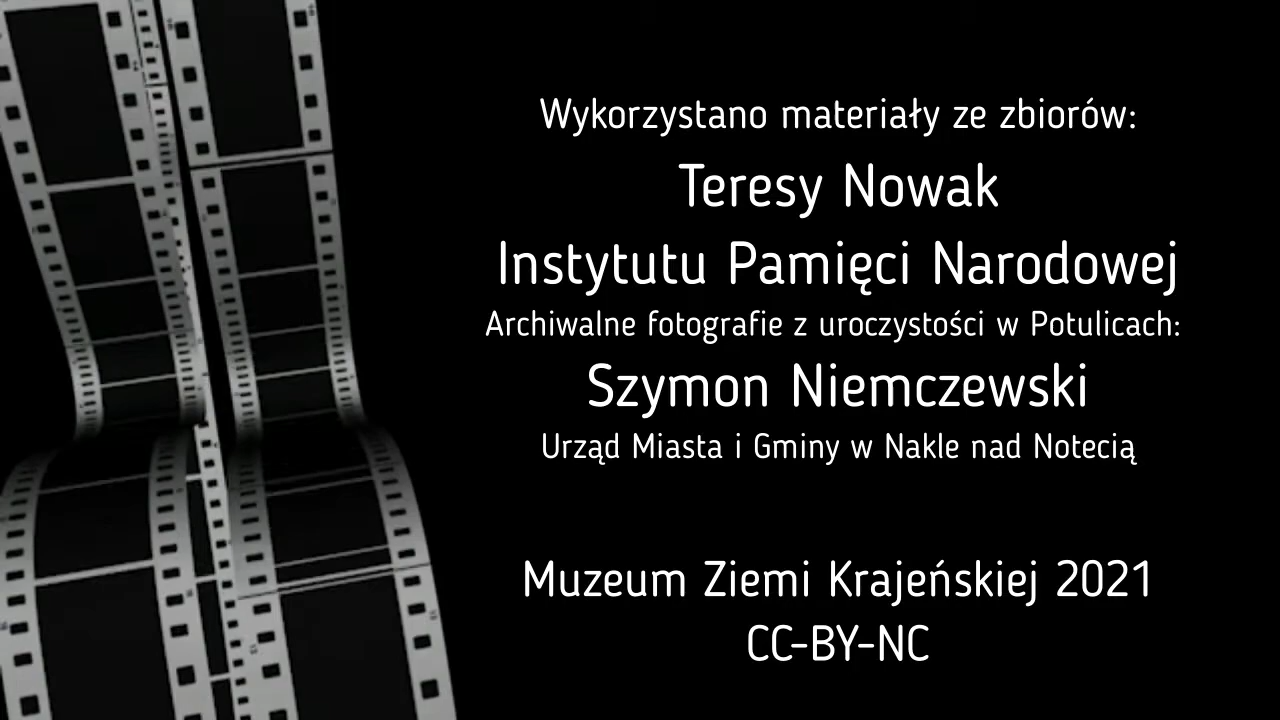 Wykorzystano materiały ze zbiorów:
Teresy Nowak
Instytutu Pamięci Narodowej
Archiwalne fotografie z uroczystości w Potulicach:
Szymon Niemczewski
Urząd Miasta i Gminy w Nakle nad Notecią
Muzeum Ziemi Krajeńskiej 2021
CC-BY-NC